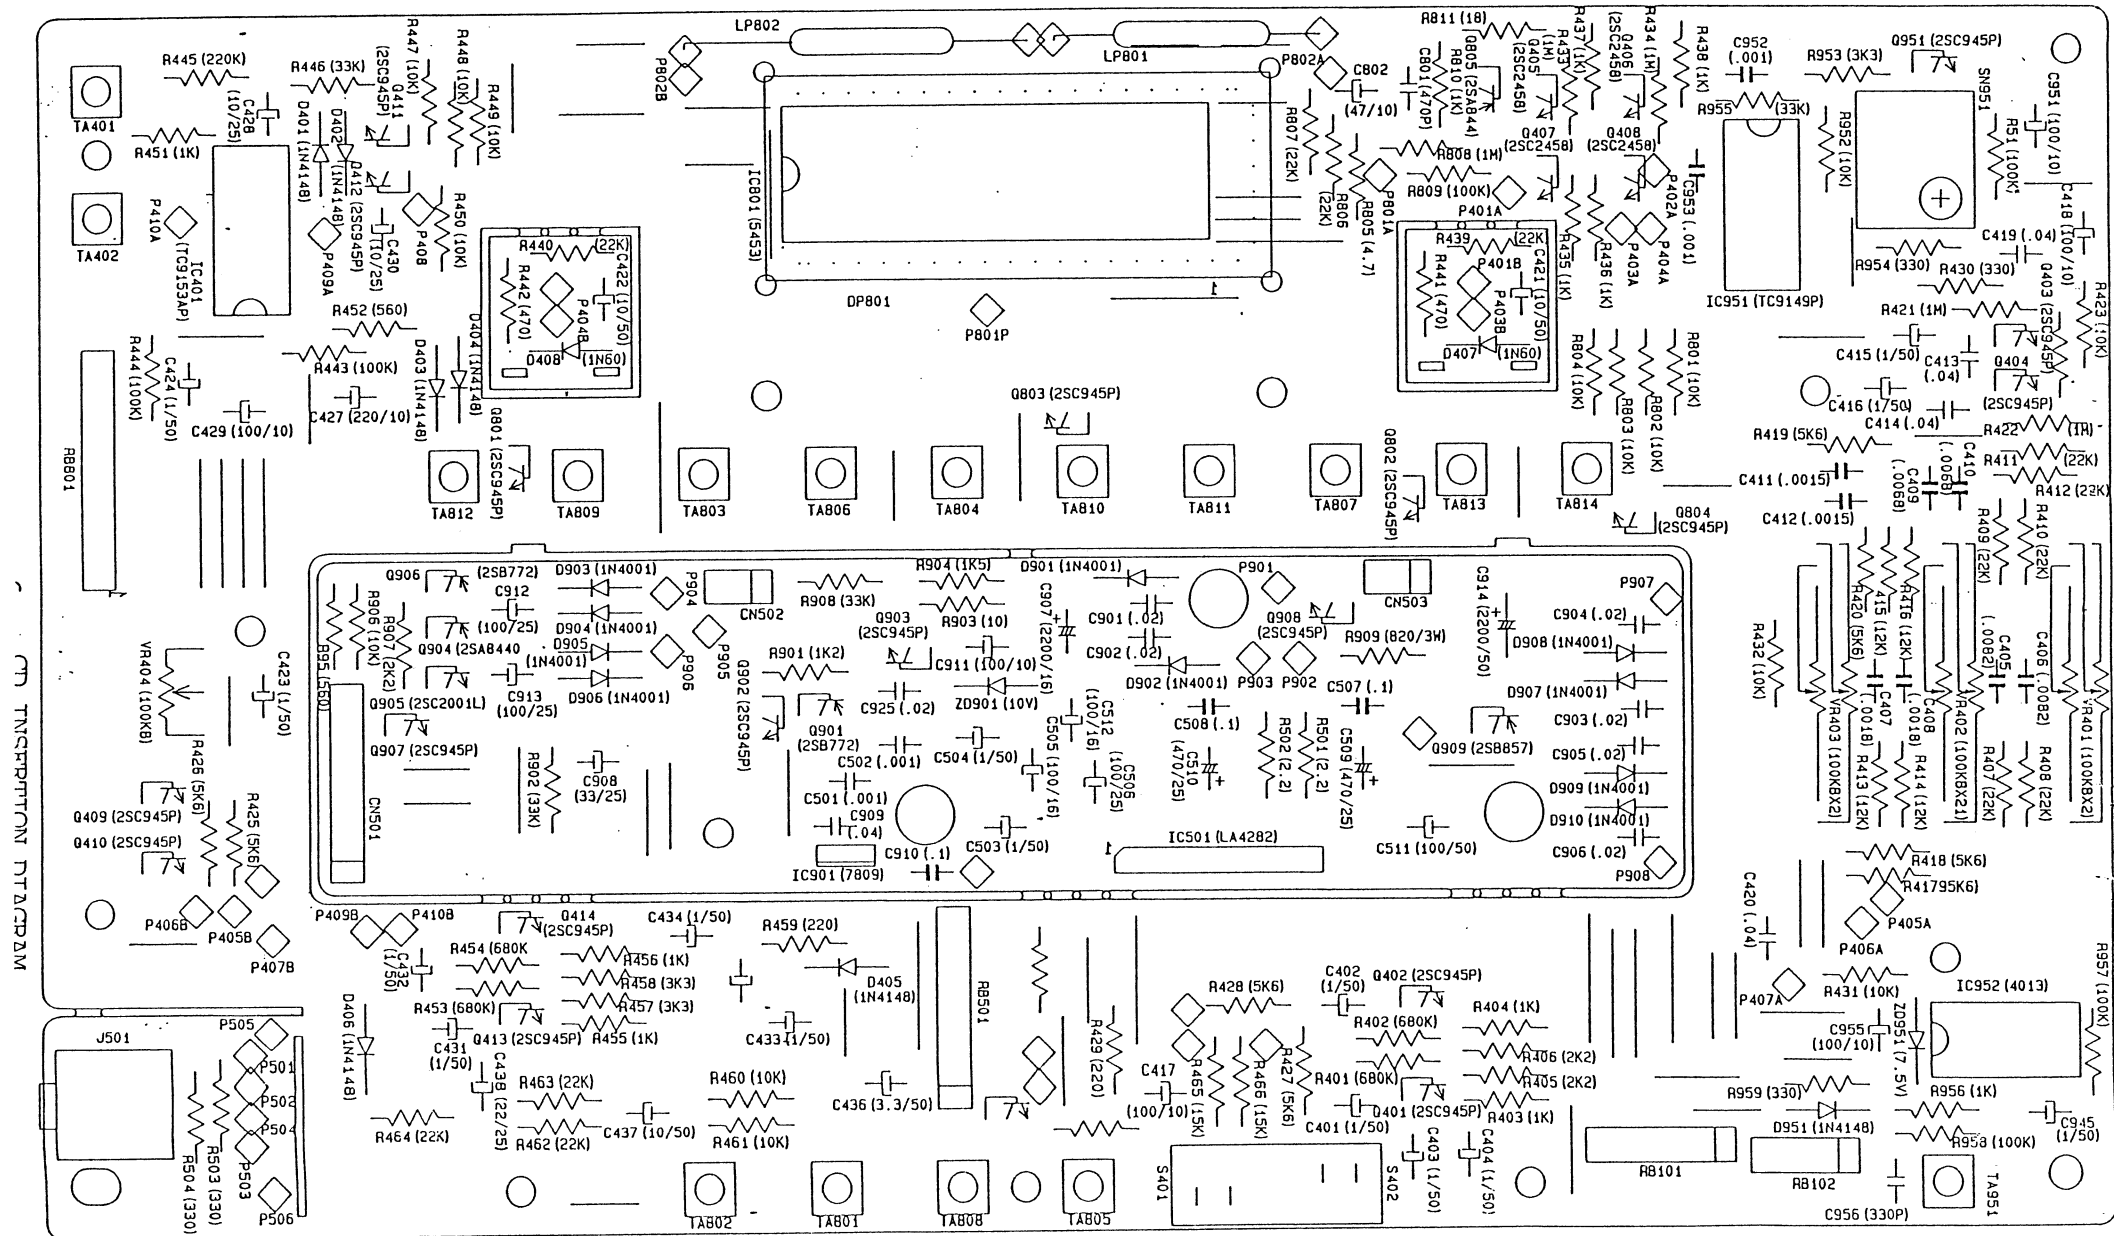 LP802
LP801
P802B
P802A
R445 (220K)
R446 (33K)
(2SC945P)
Q411
R447 (10K)
R448 (10K)
R449 (10K)
TA401
(10/25)
C428
D401 (1N4148)
D402
(1N4148)
R451 (1K)
TA402
P410A
IC401
(TC9153AP)
Q412 (2SC945P)
P409A
C430
(10/25)
P408
R450 (10K)
R440
(22K)
R442 (470)
P404B
C422 (10/50)
D408
(1N60)
IC801 (5453)
DP801
1
P801P
C802
(47/10)
R807 (22K)
R806
(22K)
R805 (4.7)
P801A
C801 (470P)
R810 (1K)
Q805 (2SA844)
R811 (18)
Q405
(2SC2458)
R433
(1M)
R437 (1K)
Q406
(2SC2458)
R434 (1M)
R438 (1K)
R808 (1M)
R809 (100K)
Q407
(2SC2458)
Q408
(2SC2458)
P401A
P402A
C953 (.001)
R439
(22K)
P401B
R441 (470)
P403B
C421 (10/50)
D407
(1N60)
R435 (1K)
R436 (1K)
P403A
P404A
C952
(.001)
R953 (3K3)
Q951 (2SC945P)
R955
(33K)
SN951
R952 (10K)
R51 (100K)
C951 (100/10)
IC951 (TC9149P)
R954 (330)
C419 (.04)
C418 (100/10)
R430 (330)
R421 (1M)
Q403 (2SC945P)
R423 (10K)
C415 (1/50)
C413
(.04)
Q404
(2SC945P)
C416 (1/50)
C414 (.04)
R419 (5K6)
R422
(1M)
R411
(22K)
R412 (22K)
C411 (.0015)
C412 (.0015)
C409
(.0068)
C410
(.0068)
R444 (100K)
C424 (1/50)
R452 (560)
R443 (100K)
C429 (100/10)
C427 (220/10)
D403 (1N4148)
D404 (1N4148)
RB801
Q801 (2SC945P)
Q803 (2SC945P)
Q802 (2SC945P)
R804 (10K)
R803 (10K)
R802 (10K)
R801 (10K)
TA812
TA809
TA803
TA806
TA804
TA810
TA811
TA807
TA813
TA814
Q804
(2SC945P)
Q906
(2SB772)
D903 (1N4001)
C912
(100/25)
D904 (1N4001)
Q904 (2SA8440
D905
(1N4001)
Q905 (2SC2001L)
C913
(100/25)
D906 (1N4001)
R906 (10K)
R907 (2K2)
Q907 (2SC945P)
CN501
R902 (33K)
C908
(33/25)
P904
P906
P905
CN502
R908 (33K)
R904 (1K5)
R903 (10)
Q903
(2SC945P)
R901 (1K2)
Q902 (2SC945P)
Q901
(2SB772)
C911 (100/10)
C925 (.02)
ZD901 (10V)
C502 (.001)
C504 (1/50)
C501 (.001)
C909
(.04)
C910 (.1)
C503 (1/50)
IC901 (7809)
D901 (1N4001)
C907 (2200/16)
C901 (.02)
C902 (.02)
D902 (1N4001)
P901
Q908
(2SC945P)
P903
P902
C507 (.1)
C508 (.1)
C512
(100/16)
C505 (100/16)
C506
(100/25)
C510
(470/25)
R502 (2.2)
R501 (2.2)
C509 (470/25)
IC501 (LA4282)
1
CN503
R909 (820/3W)
C914 (2200/50)
P907
C904 (.02)
D908 (1N4001)
D907 (1N4001)
C903 (.02)
Q909 (2SB857)
C905 (.02)
D909 (1N4001)
D910 (1N4001)
C906 (.02)
C511 (100/50)
P908
VR404 (100KB)
C423 (1/50)
R426 (5K6)
R425 (5K6)
Q409 (2SC945P)
Q410 (2SC945P)
P406B
P405B
P407B
R432 (10K)
R420 (5K6)
415 (12K)
R416 (12K)
R409 (22K)
R410 (22K)
C405
(.0082)
C406 (.0082)
C407
(.0018)
C408
(.0018)
VR403 (100KBX2)
VR402 (100KBX21)
VR401 (100KBX2)
R413 (12K)
R414 (12K)
R407 (22K)
R408 (22K)
R418 (5K6)
R41795K6)
P405A
P406A
C420 (.04)
P407A
R431 (10K)
IC952 (4013)
R957 (100K)
C955
(100/10)
ZD951 (7.5V)
R959 (330)
R956 (1K)
D951 (1N4148)
R958 (100K)
C945
(1/50)
TA951
C956 (330P)
RB101
RB102
P409B
P410B
Q414
(2SC945P)
C434 (1/50)
R459 (220)
C432
(1/50)
R454 (680K
R456 (1K)
R458 (3K3)
R457 (3K3)
R455 (1K)
R453 (680K)
C431
(1/50)
Q413 (2SC945P)
D406 (1N4148)
D405
(1N4148)
C433 (1/50)
C438 (22/25)
R463 (22K)
R462 (22K)
R464 (22K)
C437 (10/50)
R460 (10K)
R461 (10K)
C436 (3.3/50)
RB501
R429 (220)
R428 (5K6)
C417
(100/10)
R465 (15K)
R466 (15K)
R427 (5K6)
C402
(1/50)
Q402 (2SC945P)
R402 (680K)
R401 (680K)
Q401 (2SC945P)
C401 (1/50)
R404 (1K)
R406 (2K2)
R405 (2K2)
R403 (1K)
C403 (1/50)
C404 (1/50)
S401
S402
J501
P505
P501
P502
P504
P503
P506
R504 (330)
R503 (330)
TA802
TA801
TA808
TA805